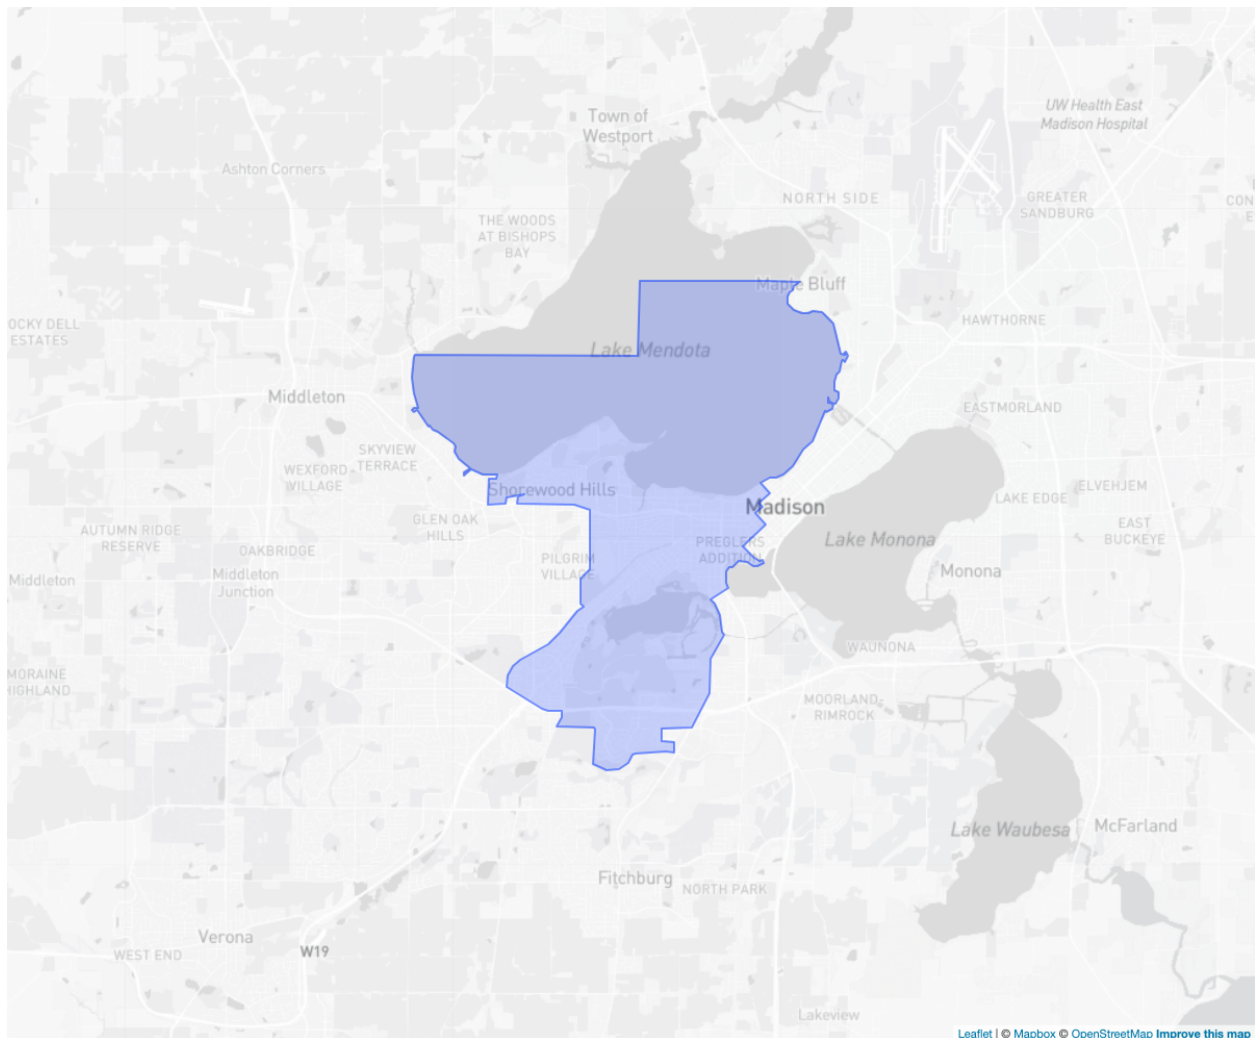 UW Health East
Madison Hospital
Town of
Westport
Ashton Corners
NORTH SIDE
GREATER
SANDBURG
CON
E
THE WOODS
AT BISHOPS
BAY
Maple Bluff
OCKY DELL
ESTATES
HAWTHORNE
Lake Mendota
Middleton
EASTMORLAND
SKYVIEW
TERRACE
WEXFORD
VILLAGE
Shorewood Hills
ELVEHJEM
LAKE EDGE
Madison
GLEN OAK
HILLS
AUTUMN RIDGE
RESERVE
EAST
BUCKEYE
Lake Monona
PREGLERS
ADDITION
OAKBRIDGE
PILGRIM
VILLAGE
Middleton
Middleton
Junction
Monona
WAUNONA
MORAINE
HIGHLAND
MOORLAND-
RIMROCK
Lake Waubesa
McFarland
Fitchburg
NORTH PARK
Verona
WEST END
W19
Lakeview
Leaflet | © Mapbox © OpenStreetMap Improve this map